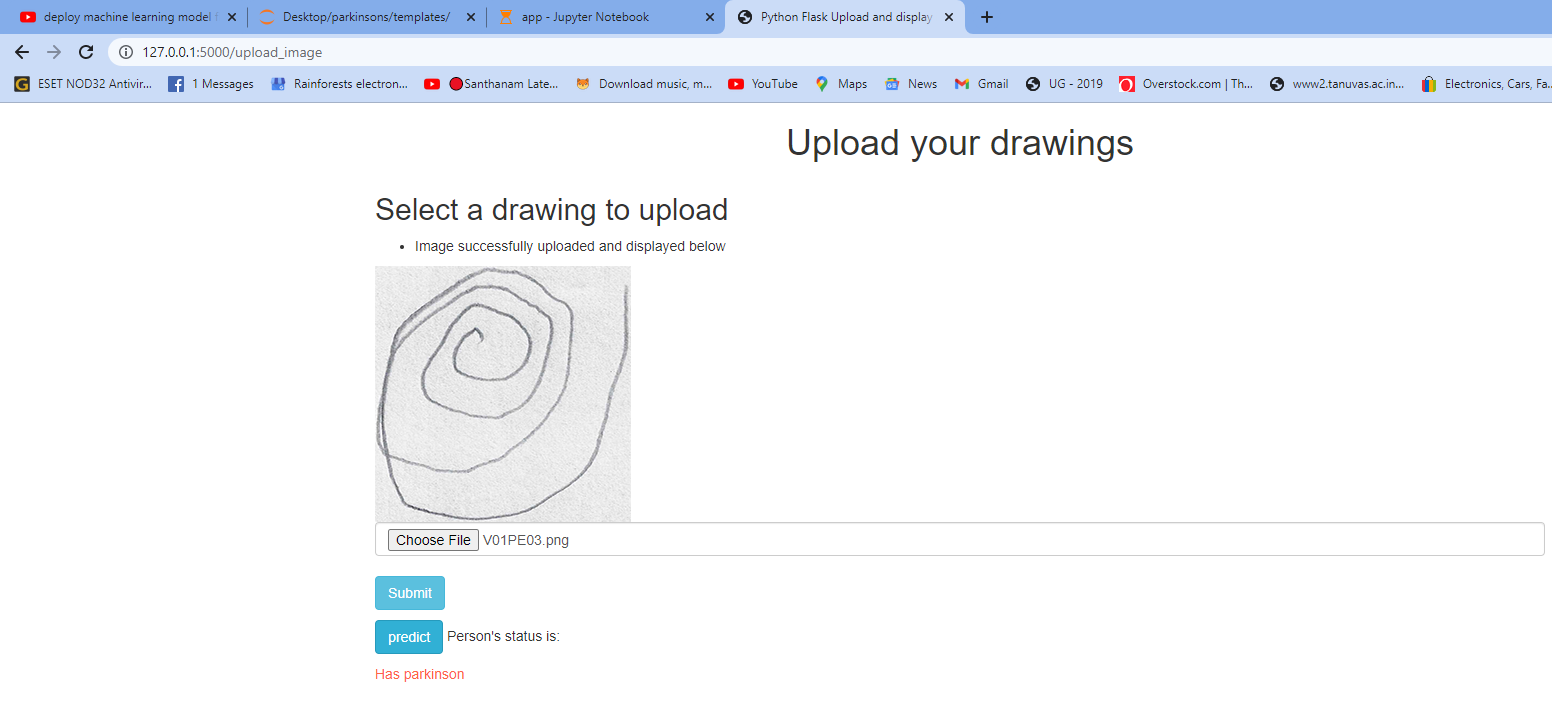 deploy machine learning model
Desktop/parkinsons/templates/
app - Jupyter Notebook
Python Flask Upload and display
127.0.0.1:5000/upload_image
ESET NOD32 Antivir...
1 Messages
Rainforests electron...
Santhanam Late...
Download music, m...
YouTube
Maps
News
Gmail
UG - 2019
Overstock.com | Th...
www2.tanuvas.ac.in...
Electronics, Cars, Fa...
Upload your drawings
Select a drawing to upload
• Image successfully uploaded and displayed below
Choose File V01PE03.png
Submit
predict Person's status is:
Has parkinson